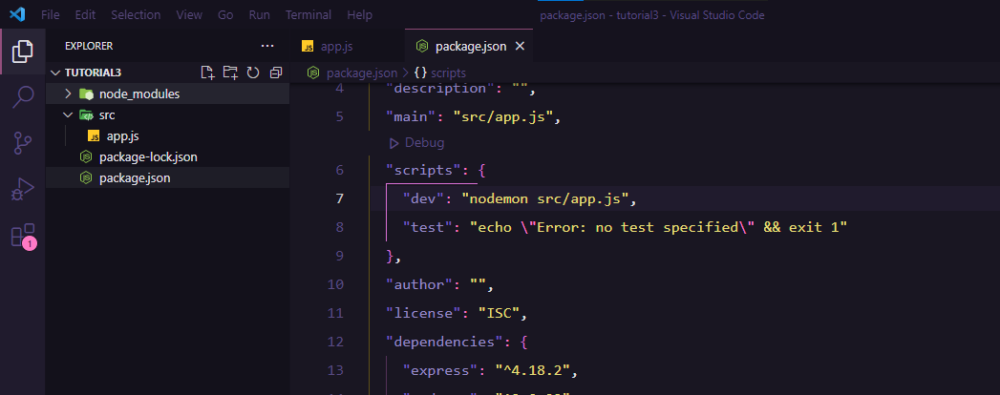 File Edit Selection View Go Run Terminal Help
package.json - tutorial3 - Visual Studio Code
EXPLORER
TUTORIAL3
node_modules
src
JS app.js
package-lock.json
package.json
1
JS app.js
package.json
package.json > {} scripts
4 "description": "",
5 "main": "src/app.js",
Debug
6 "scripts": {
7 "dev": "nodemon src/app.js",
8 "test": "echo \"Error: no test specified\" && exit 1"
9 },
10 "author": "",
11 "license": "ISC",
12 "dependencies": {
13 "express": "^4.18.2",